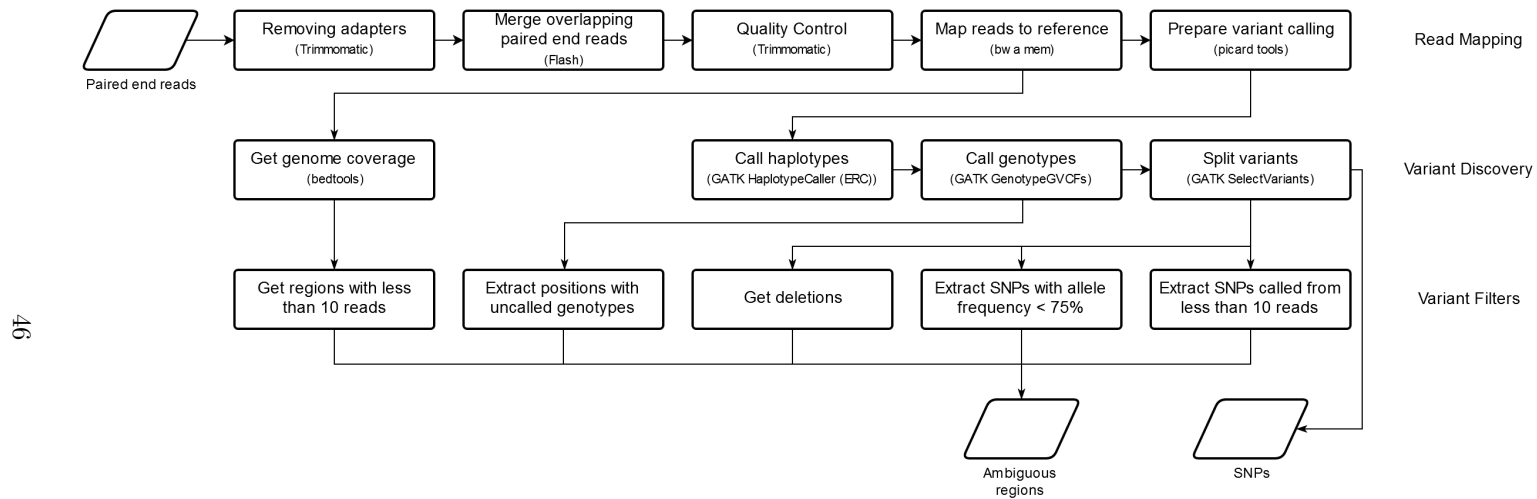 Removing adapters
(Trimmomatic)
Merge overlapping
paired end reads
(Flash)
Quality Control
(Trimmomatic)
Map reads to reference
(bw a mem)
Prepare variant calling
(picard tools)
Read Mapping
Paired end reads
Get genome coverage
(bedtools)
Call haplotypes
(GATK HaplotypeCaller (ERC))
Call genotypes
(GATK GenotypeGVCFs)
Split variants
(GATK SelectVariants)
Variant Discovery
Get regions with less
than 10 reads
Extract positions with
uncalled genotypes
Get deletions
Extract SNPs with allele
frequency < 75%
Extract SNPs called from
less than 10 reads
Variant Filters
46
Ambiguous
regions
SNPs